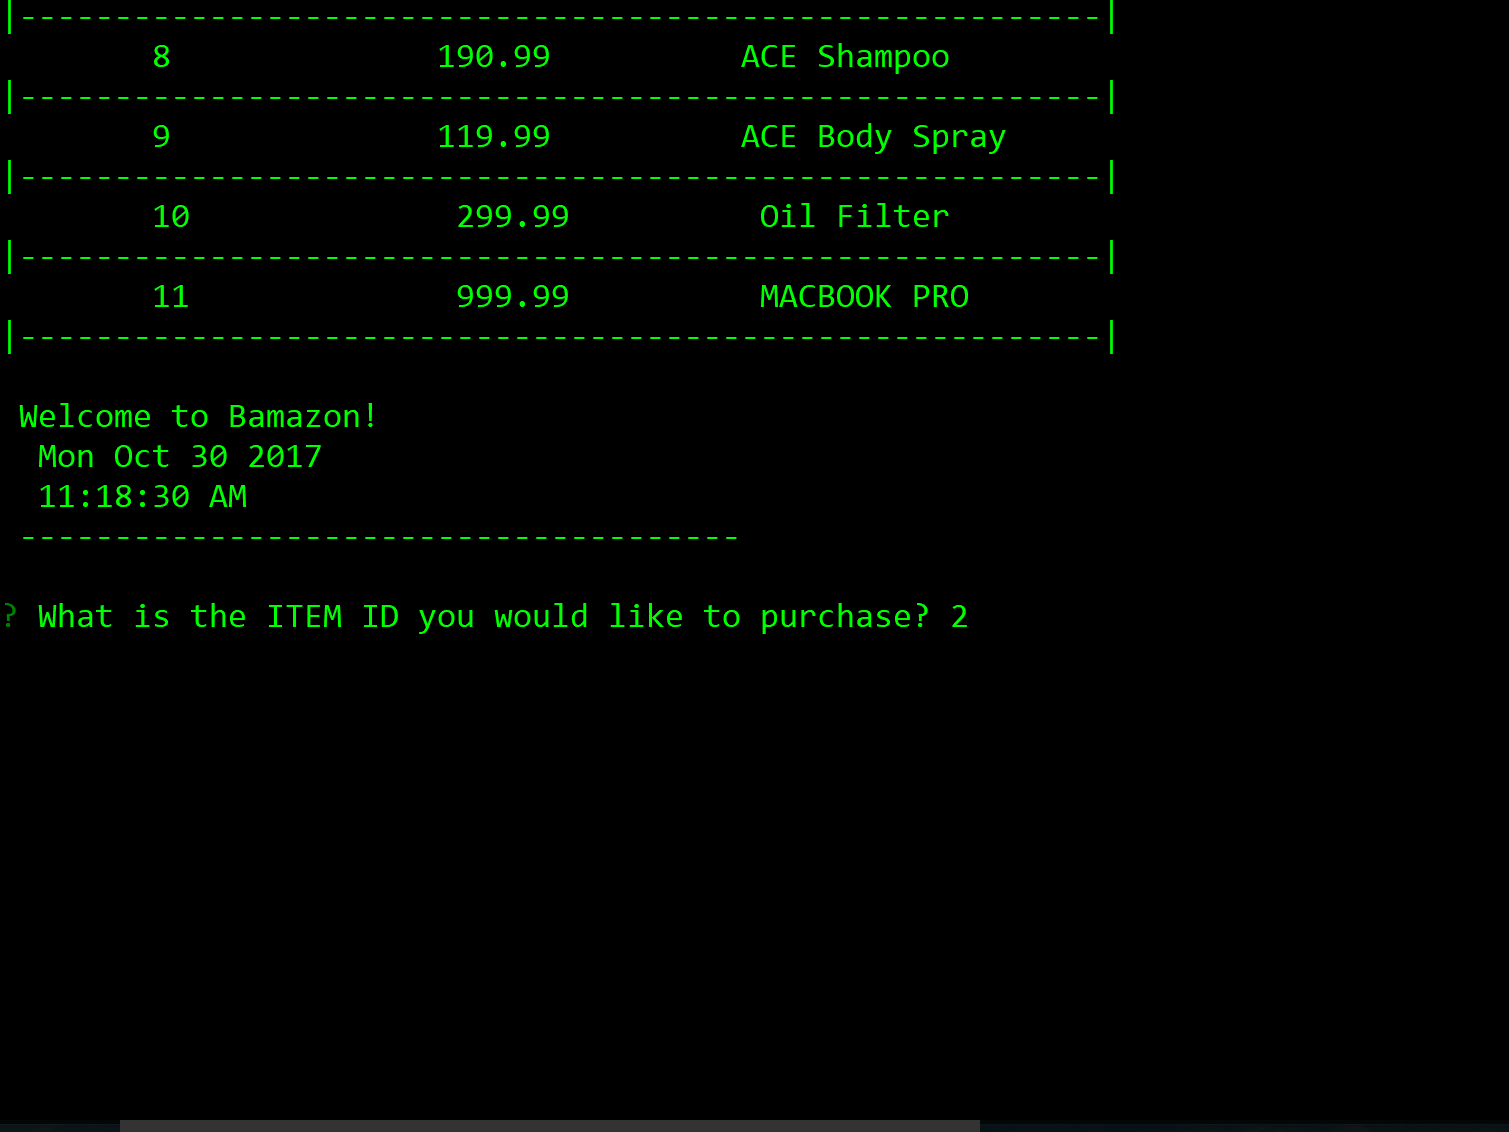 |---------------------------------------------------------|
8 190.99 ACE Shampoo
|---------------------------------------------------------|
9 119.99 ACE Body Spray
|---------------------------------------------------------|
10 299.99 Oil Filter
|---------------------------------------------------------|
11 999.99 MACBOOK PRO
|---------------------------------------------------------|
Welcome to Bamazon!
Mon Oct 30 2017
11:18:30 AM
--------------------------------------
? What is the ITEM ID you would like to purchase? 2